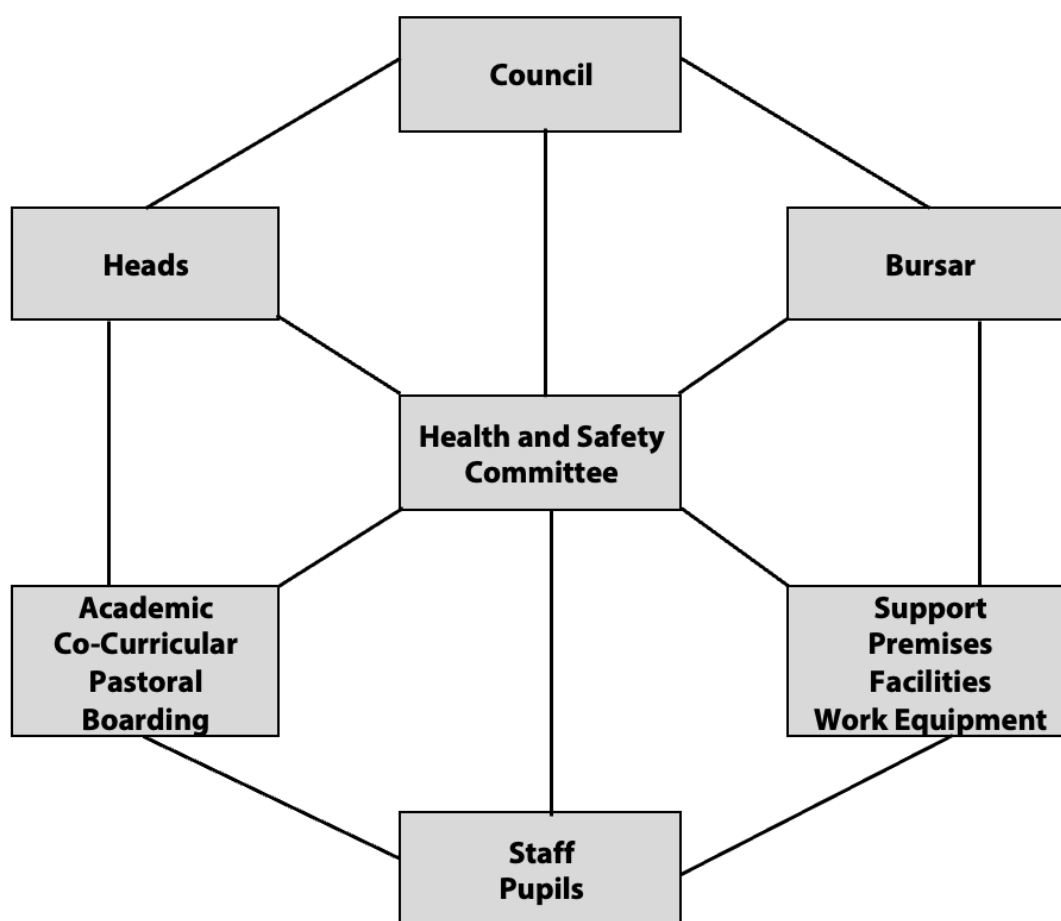 Council
Heads
Bursar
Health and Safety
Committee
Academic
Co-Curricular
Pastoral
Boarding
Support
Premises
Facilities
Work Equipment
Staff
Pupils